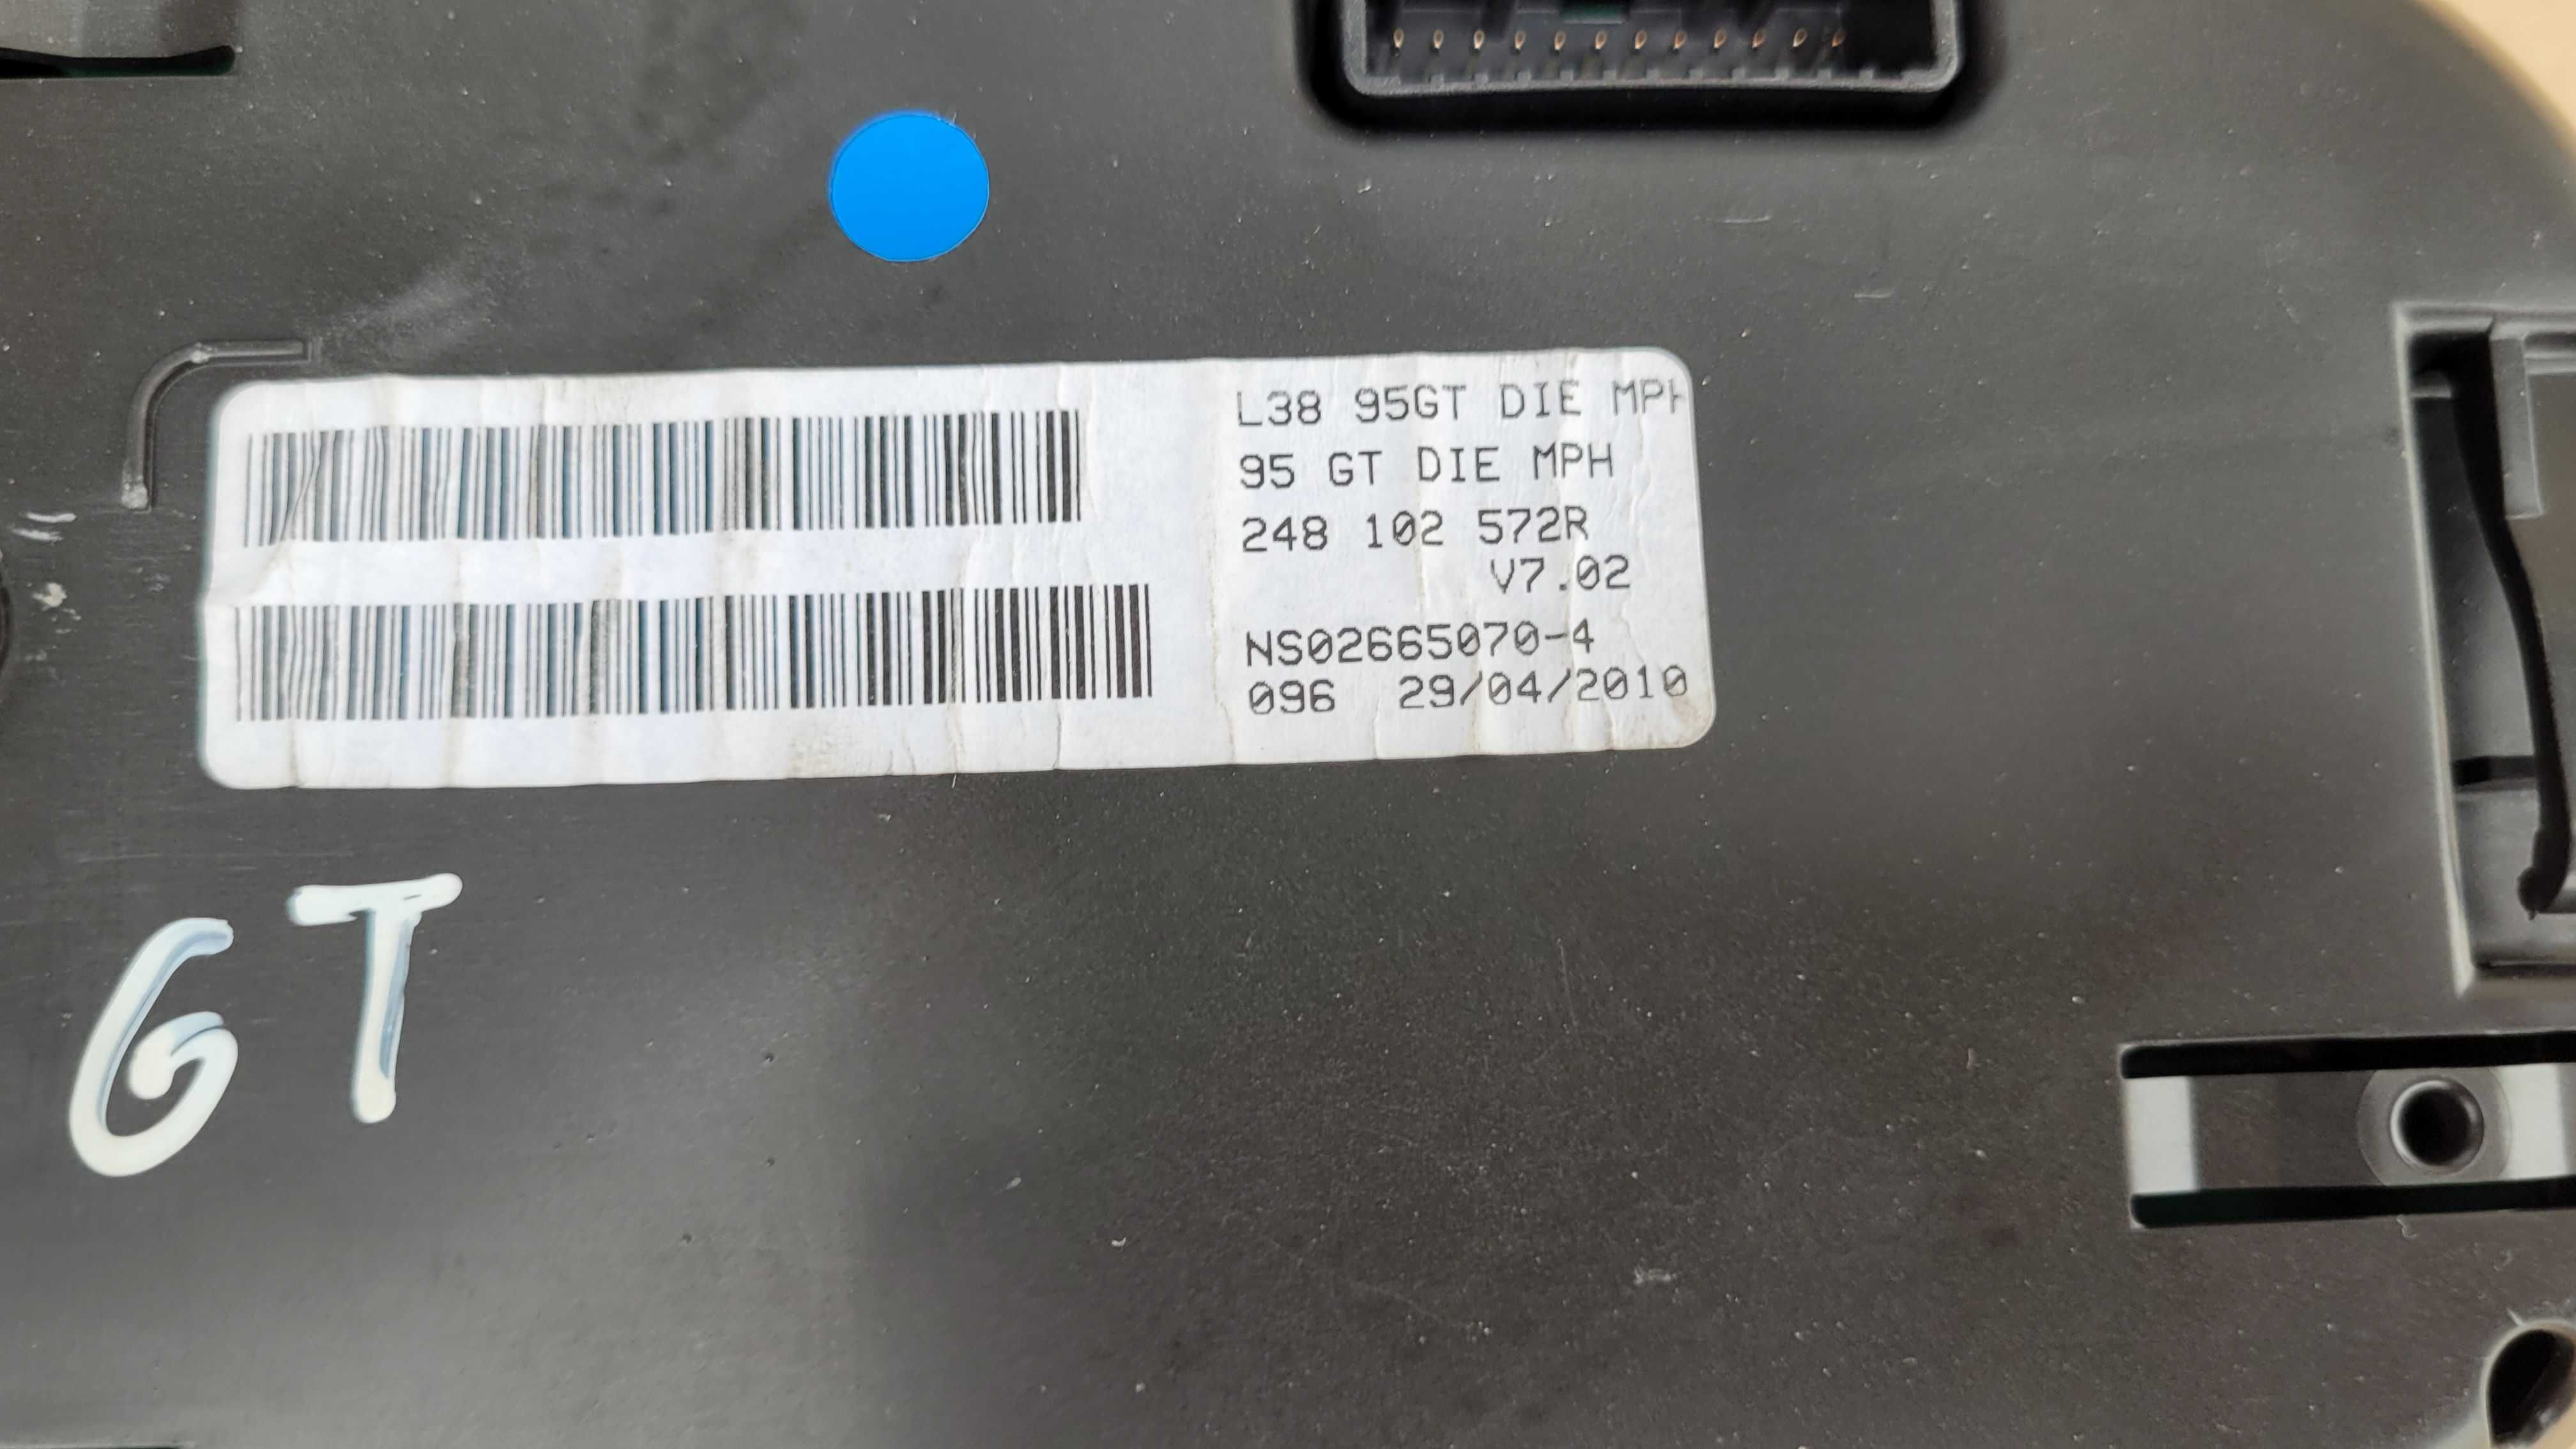 L38 95GT DIE MPH
95 GT DIE MPH
248 102 572R
V7.02
NS02665070-4
096 29/04/2010
GT